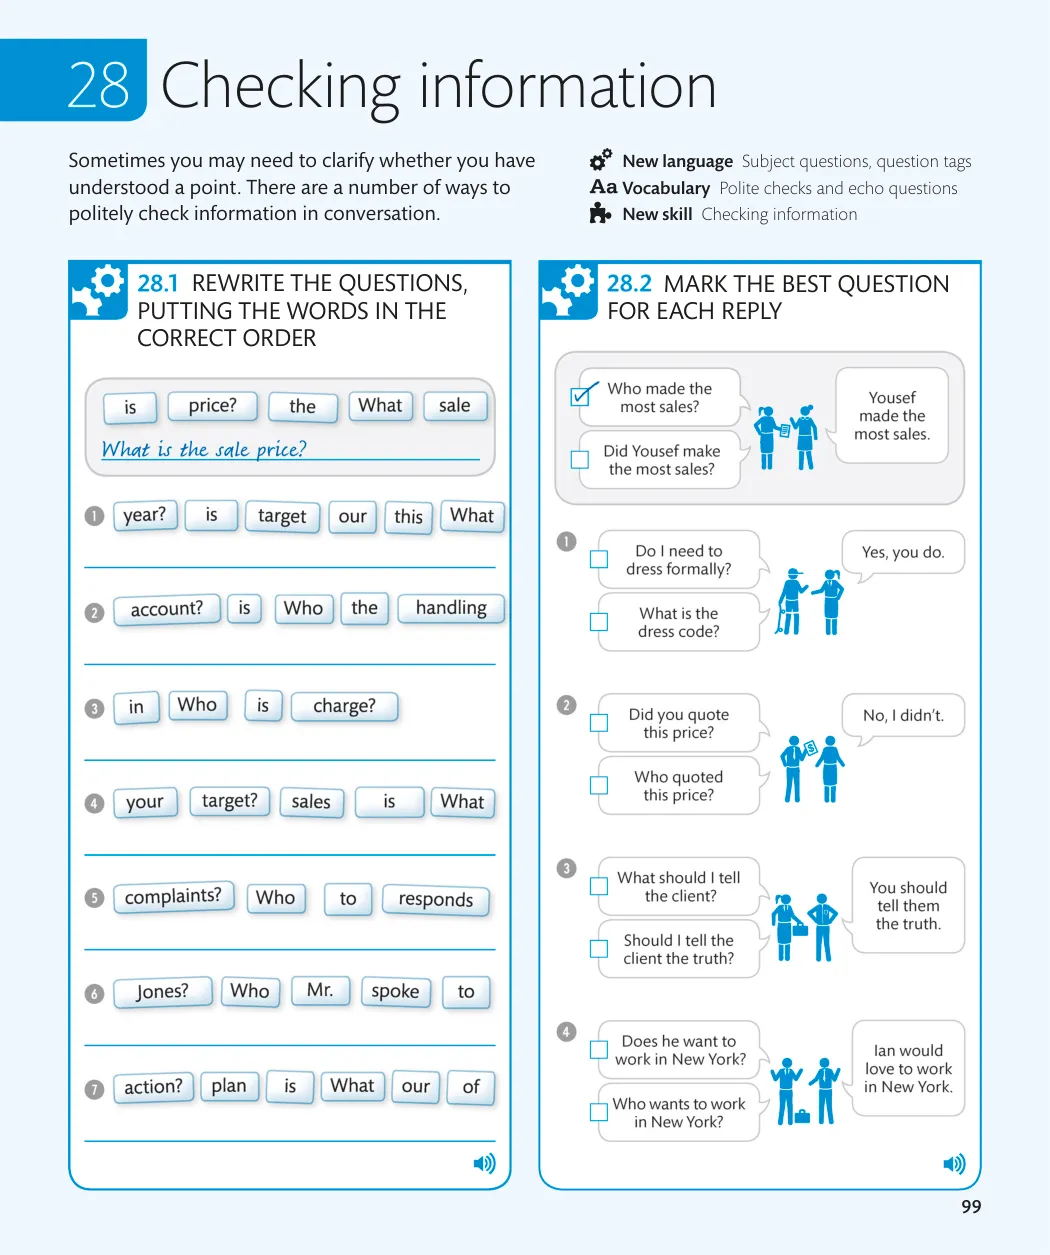 28 Checking information
Sometimes you may need to clarify whether you have
understood a point. There are a number of ways to
politely check information in conversation.
New language Subject questions, question tags
Aa Vocabulary Polite checks and echo questions
New skill Checking information
28.1 REWRITE THE QUESTIONS,
PUTTING THE WORDS IN THE
CORRECT ORDER
is price? the What sale
What is the sale price?
1 year? is target our this What
2 account? is Who the handling
3 in Who is charge?
4 your target? sales is What
5 complaints? Who to responds
6 Jones? Who Mr. spoke to
7 action? plan is What our of
28.2 MARK THE BEST QUESTION
FOR EACH REPLY
Who made the
most sales?
Did Yousef make
the most sales?
Yousef
made the
most sales.
1
Do I need to
dress formally?
What is the
dress code?
Yes, you do.
2
Did you quote
this price?
Who quoted
this price?
No, I didn't.
3
What should I tell
the client?
Should I tell the
client the truth?
You should
tell them
the truth.
4
Does he want to
work in New York?
Who wants to work
in New York?
Ian would
love to work
in New York.
99